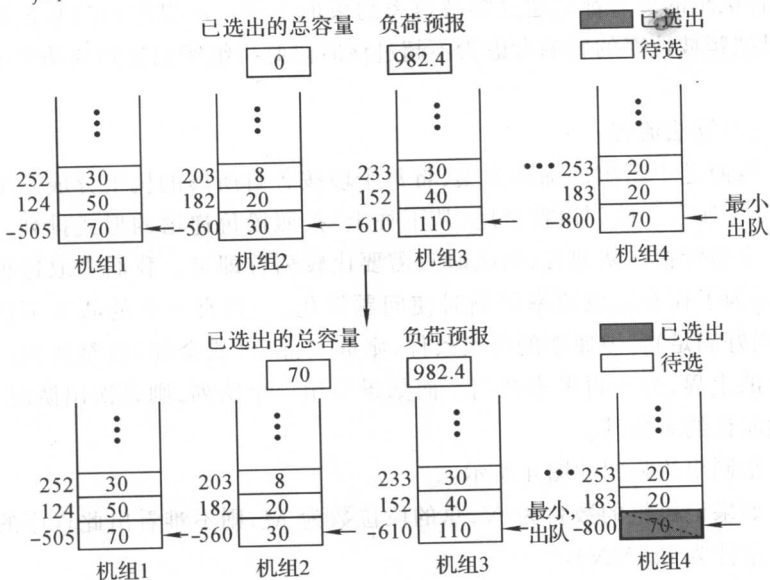 已选出的总容量 负荷预报 已选出
0 982.4 待选
252 30 203 8 233 30 253 20
124 50 182 20 152 40 183 20
-505 70 -560 30 -610 110 -800 70 最小
出队
机组1 机组2 机组3 机组4
已选出的总容量 负荷预报 已选出
70 982.4 待选
252 30 203 8 233 30 253 20
124 50 182 20 152 40 最小, 183 20
-505 70 -560 30 -610 110 出队 -800 70
机组1 机组2 机组3 机组4